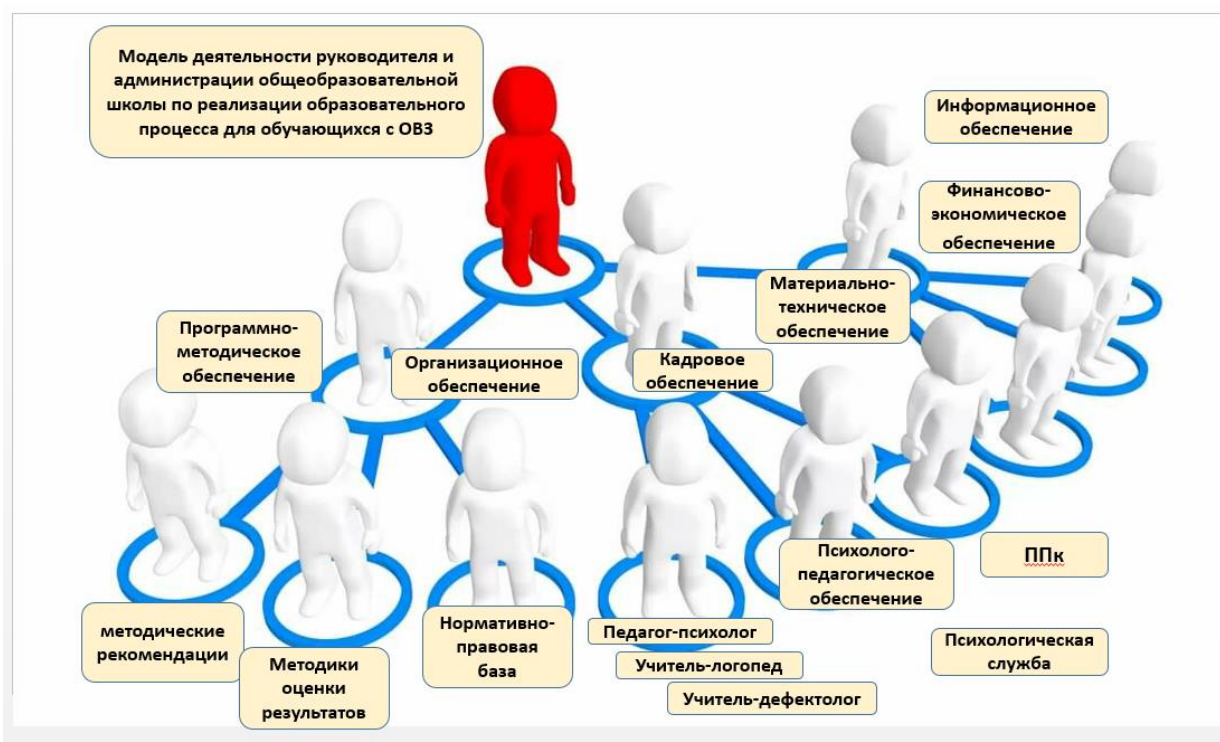 Модель деятельности руководителя и
администрации общеобразовательной
школы по реализации образовательного
процесса для обучающихся с ОВЗ
Информационное
обеспечение
Финансово-
экономическое
обеспечение
Материально-
техническое
обеспечение
Программно-
методическое
обеспечение
Организационное
обеспечение
Кадровое
обеспечение
Психолого-
педагогическое
обеспечение
ППк
методические
рекомендации
Методики
оценки
результатов
Нормативно-
правовая
база
Педагог-психолог
Учитель-логопед
Учитель-дефектолог
Психологическая
служба